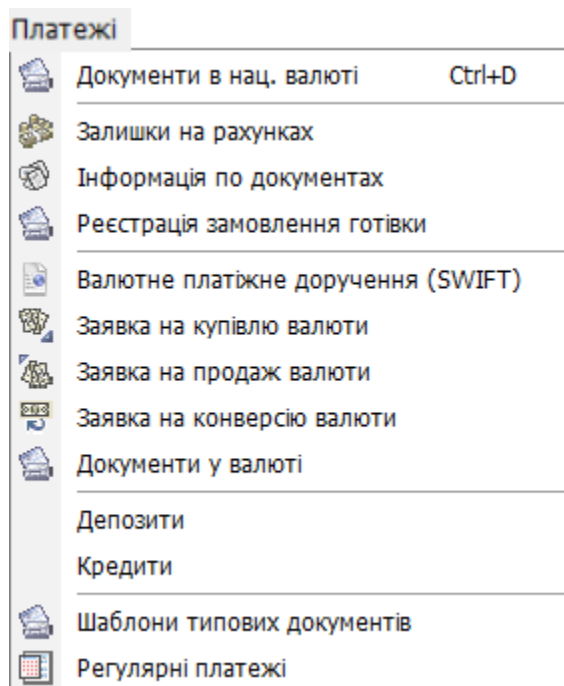 Платежі
Документи в нац. валюті Ctrl+D
Залишки на рахунках
Інформація по документах
Реєстрація замовлення готівки
Валютне платіжне доручення (SWIFT)
Заявка на купівлю валюти
Заявка на продаж валюти
Заявка на конверсію валюти
Документи у валюті
Депозити
Кредити
Шаблони типових документів
Регулярні платежі